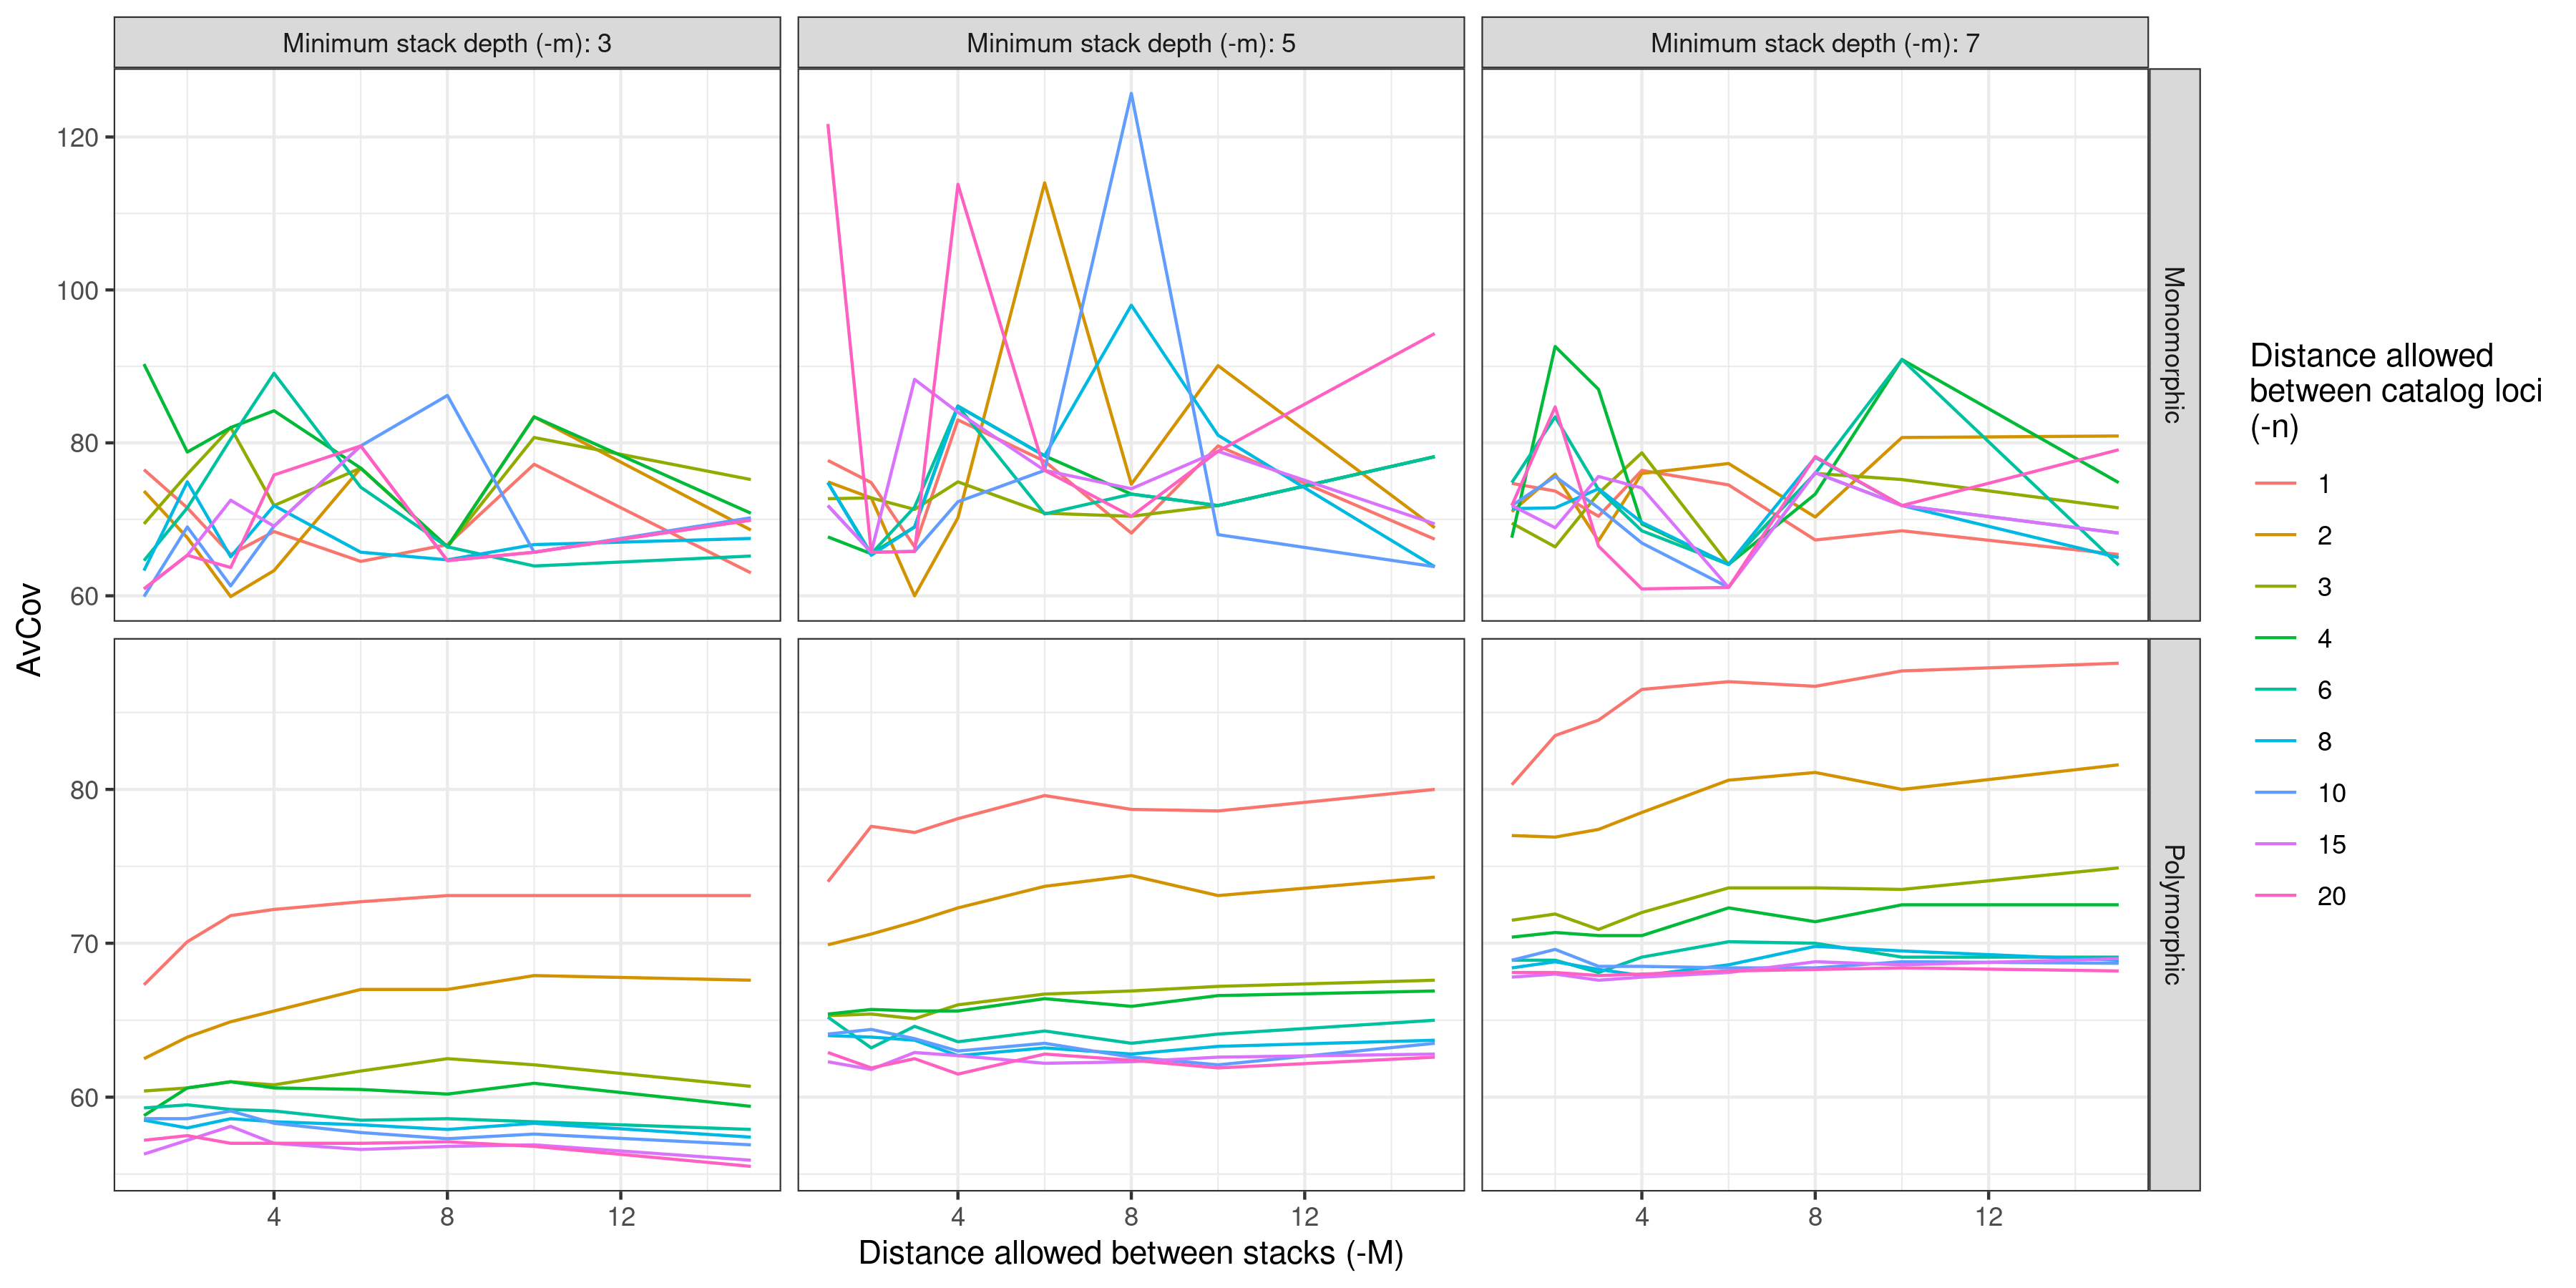 Minimum stack depth (-m): 3
Minimum stack depth (-m): 5
Minimum stack depth (-m): 7
120
100
80
60
Monomorphic
80
70
60
Polymorphic
AvCov
4
8
12
4
8
12
4
8
12
Distance allowed between stacks (-M)
Distance allowed
between catalog loci
(-n)
1
2
3
4
6
8
10
15
20